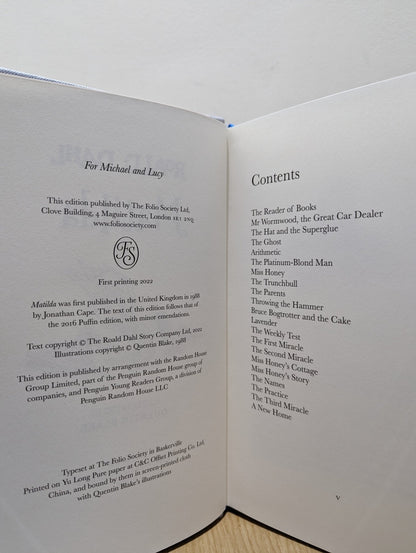 For Michael and Lucy
This edition published by The Folio Society Ltd,
Clove Building, 4 Maguire Street, London SE1 2NQ
www.foliosociety.com
FS
First printing 2022
Matilda was first published in the United Kingdom in 1988
by Jonathan Cape. The text of this edition follows that of
the 2016 Puffin edition, with minor emendations.
Text copyright © The Roald Dahl Story Company Ltd, 2022
Illustrations copyright © Quentin Blake, 1988
This edition is published by arrangement with the Random House
Group Limited, part of the Penguin Random House group of
companies, and Penguin Young Readers Group, a division of
Penguin Random House LLC
Typeset at The Folio Society in Baskerville
Printed on Yu Long Pure paper at C&C Offset Printing Co. Ltd,
China, and bound by them in screen-printed cloth
with Quentin Blake's illustrations
Contents
The Reader of Books
Mr Wormwood, the Great Car Dealer
The Hat and the Superglue
The Ghost
Arithmetic
The Platinum-Blond Man
Miss Honey
The Trunchbull
The Parents
Throwing the Hammer
Bruce Bogtrotter and the Cake
Lavender
The Weekly Test
The First Miracle
The Second Miracle
Miss Honey's Cottage
Miss Honey's Story
The Names
The Practice
The Third Miracle
A New Home
v